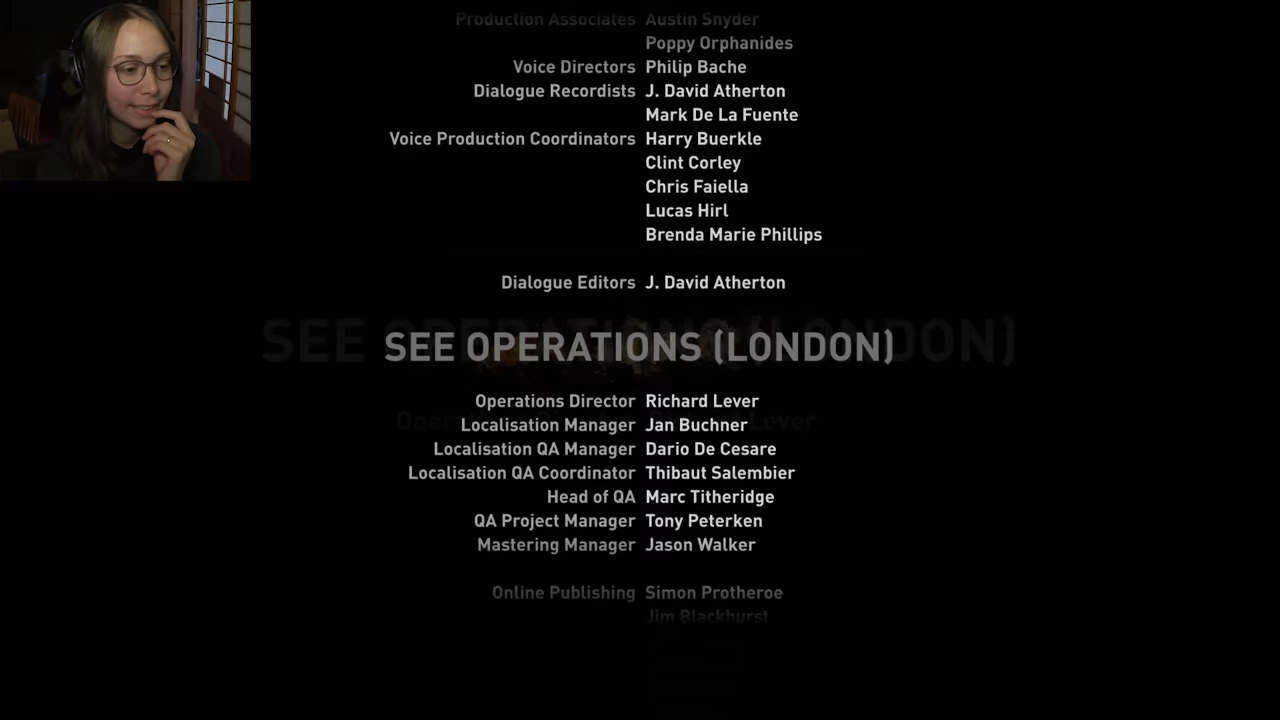 Production Associates Austin Snyder
Poppy Orphanides
Voice Directors Philip Bache
Dialogue Recordists J. David Atherton
Mark De La Fuente
Voice Production Coordinators Harry Buerkle
Clint Corley
Chris Faiella
Lucas Hirl
Brenda Marie Phillips
Dialogue Editors J. David Atherton
SEE OPERATIONS (LONDON)
Operations Director Richard Lever
Localisation Manager Jan Buchner
Localisation QA Manager Dario De Cesare
Localisation QA Coordinator Thibaut Salembier
Head of QA Marc Titheridge
QA Project Manager Tony Peterken
Mastering Manager Jason Walker
Online Publishing Simon Protheroe
Jim Blackhurst